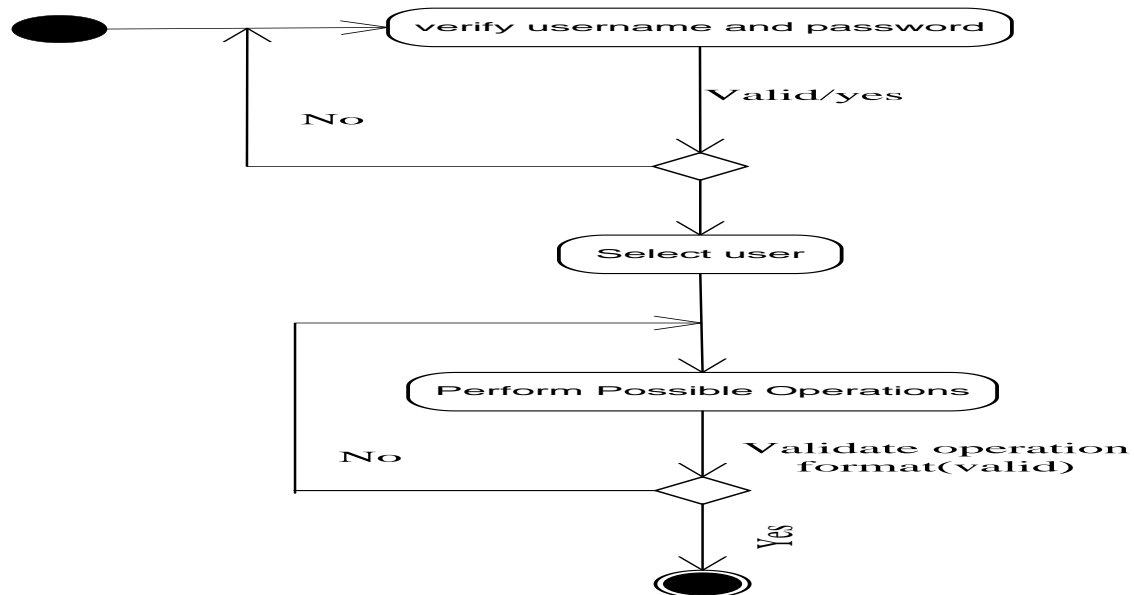 verify username and password
Valid/yes
No
Select user
Perform Possible Operations
Validate operation
format(valid)
No
Yes